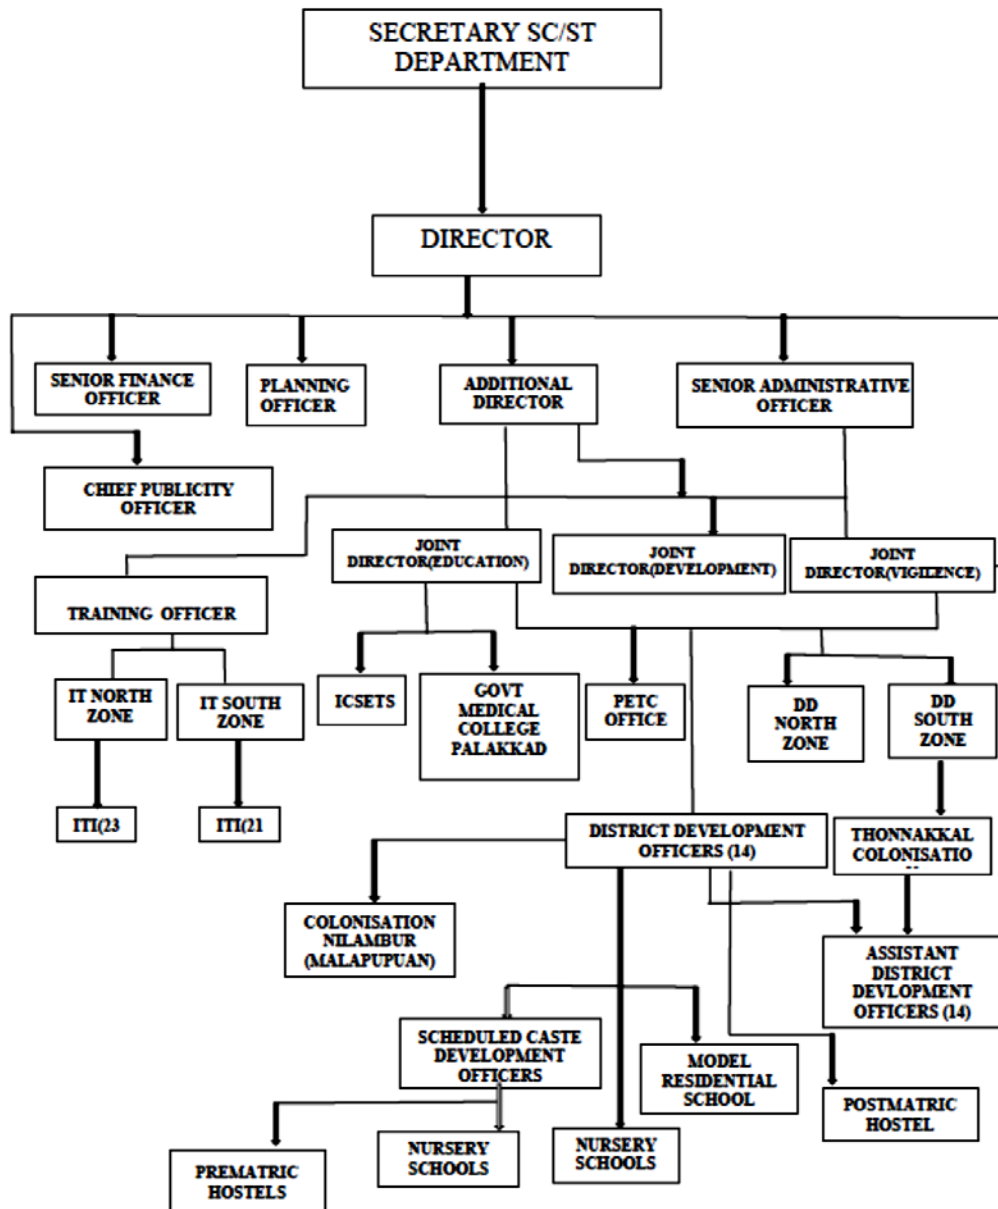 SECRETARY SC/ST
DEPARTMENT
DIRECTOR
SENIOR FINANCE
OFFICER
PLANNING
OFFICER
ADDITIONAL
DIRECTOR
SENIOR ADMINISTRATIVE
OFFICER
CHIEF PUBLICITY
OFFICER
JOINT
DIRECTOR(EDUCATION)
JOINT
DIRECTOR(DEVELOPMENT)
JOINT
DIRECTOR(VIGILENCE)
TRAINING OFFICER
IT NORTH
ZONE
IT SOUTH
ZONE
ICSETS
GOVT
MEDICAL
COLLEGE
PALAKKAD
PETC
OFFICE
DD
NORTH
ZONE
DD
SOUTH
ZONE
ITI(23
ITI(21
DISTRICT DEVELOPMENT
OFFICERS (14)
THONNAKKAL
COLONISATIO
COLONISATION
NILAMBUR
(MALAPUPUAN)
ASSISTANT
DISTRICT
DEVLOPMENT
OFFICERS (14)
SCHEDULED CASTE
DEVELOPMENT
OFFICERS
MODEL
RESIDENTIAL
SCHOOL
POSTMATRIC
HOSTEL
PREMATRIC
HOSTELS
NURSERY
SCHOOLS
NURSERY
SCHOOLS